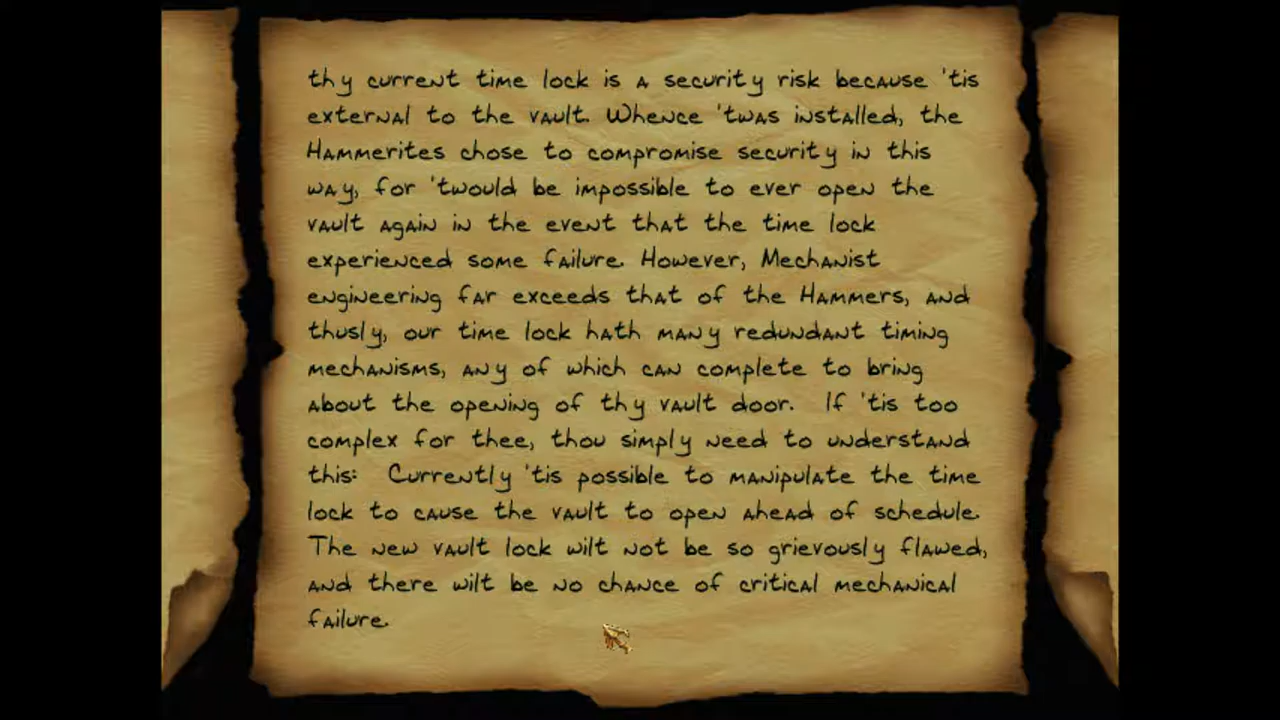 thy current time lock is a security risk because 'tis
external to the vault. Whence 'twas installed, the
Hammerites chose to compromise security in this
way, for 'twould be impossible to ever open the
vault again in the event that the time lock
experienced some failure. However, Mechanist
engineering far exceeds that of the Hammers, and
thusly, our time lock hath many redundant timing
mechanisms, any of which can complete to bring
about the opening of thy vault door.  If 'tis too
complex for thee, thou simply need to understand
this:  Currently 'tis possible to manipulate the time
lock to cause the vault to open ahead of schedule.
The new vault lock wilt not be so grievously flawed,
and there wilt be no chance of critical mechanical
failure.